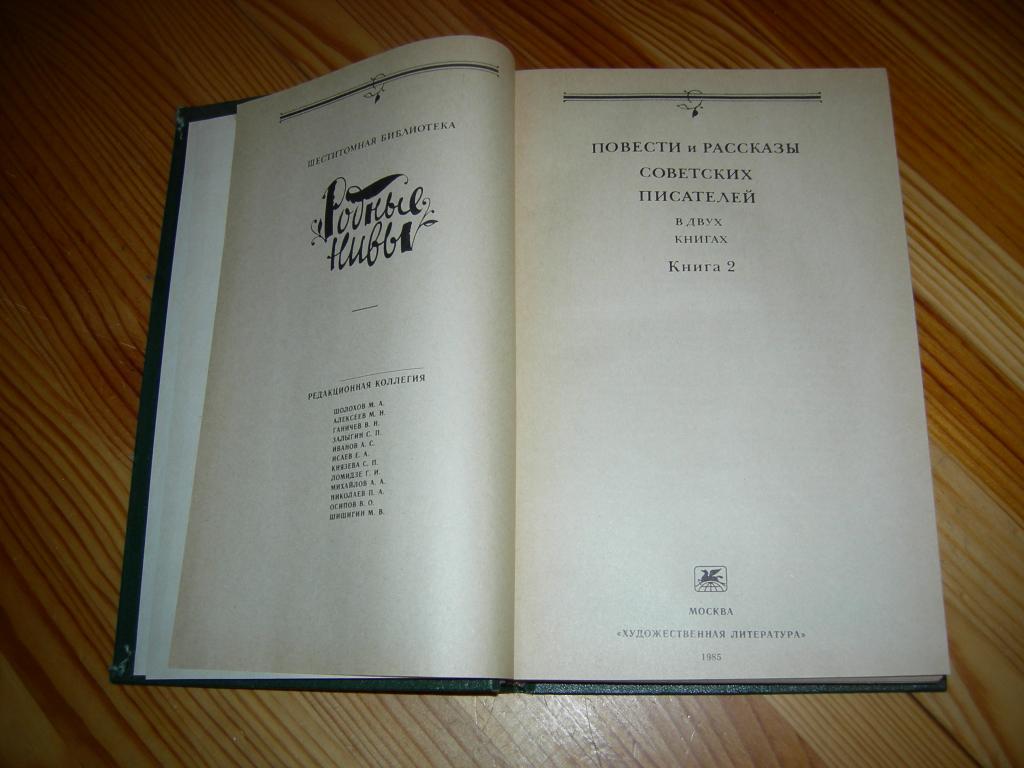 ШЕСТИТОМНАЯ БИБЛИОТЕКА
Родные
нивы
РЕДАКЦИОННАЯ КОЛЛЕГИЯ
ШОЛОХОВ М. А.
АЛЕКСЕЕВ М. Н.
ГАНИЧЕВ В. Н.
ЗАЛЫГИН С. П.
ИВАНОВ А. С.
ИСАЕВ Е. А.
КНЯЗЕВА С. П.
ЛОМИДЗЕ Г. И.
МИХАЙЛОВ А. А.
НИКОЛАЕВ П. А.
ОСИПОВ В. О.
ШИШИГИН М. В.
ПОВЕСТИ и РАССКАЗЫ
СОВЕТСКИХ
ПИСАТЕЛЕЙ
В ДВУХ
КНИГАХ
Книга 2
МОСКВА
«ХУДОЖЕСТВЕННАЯ ЛИТЕРАТУРА»
1985